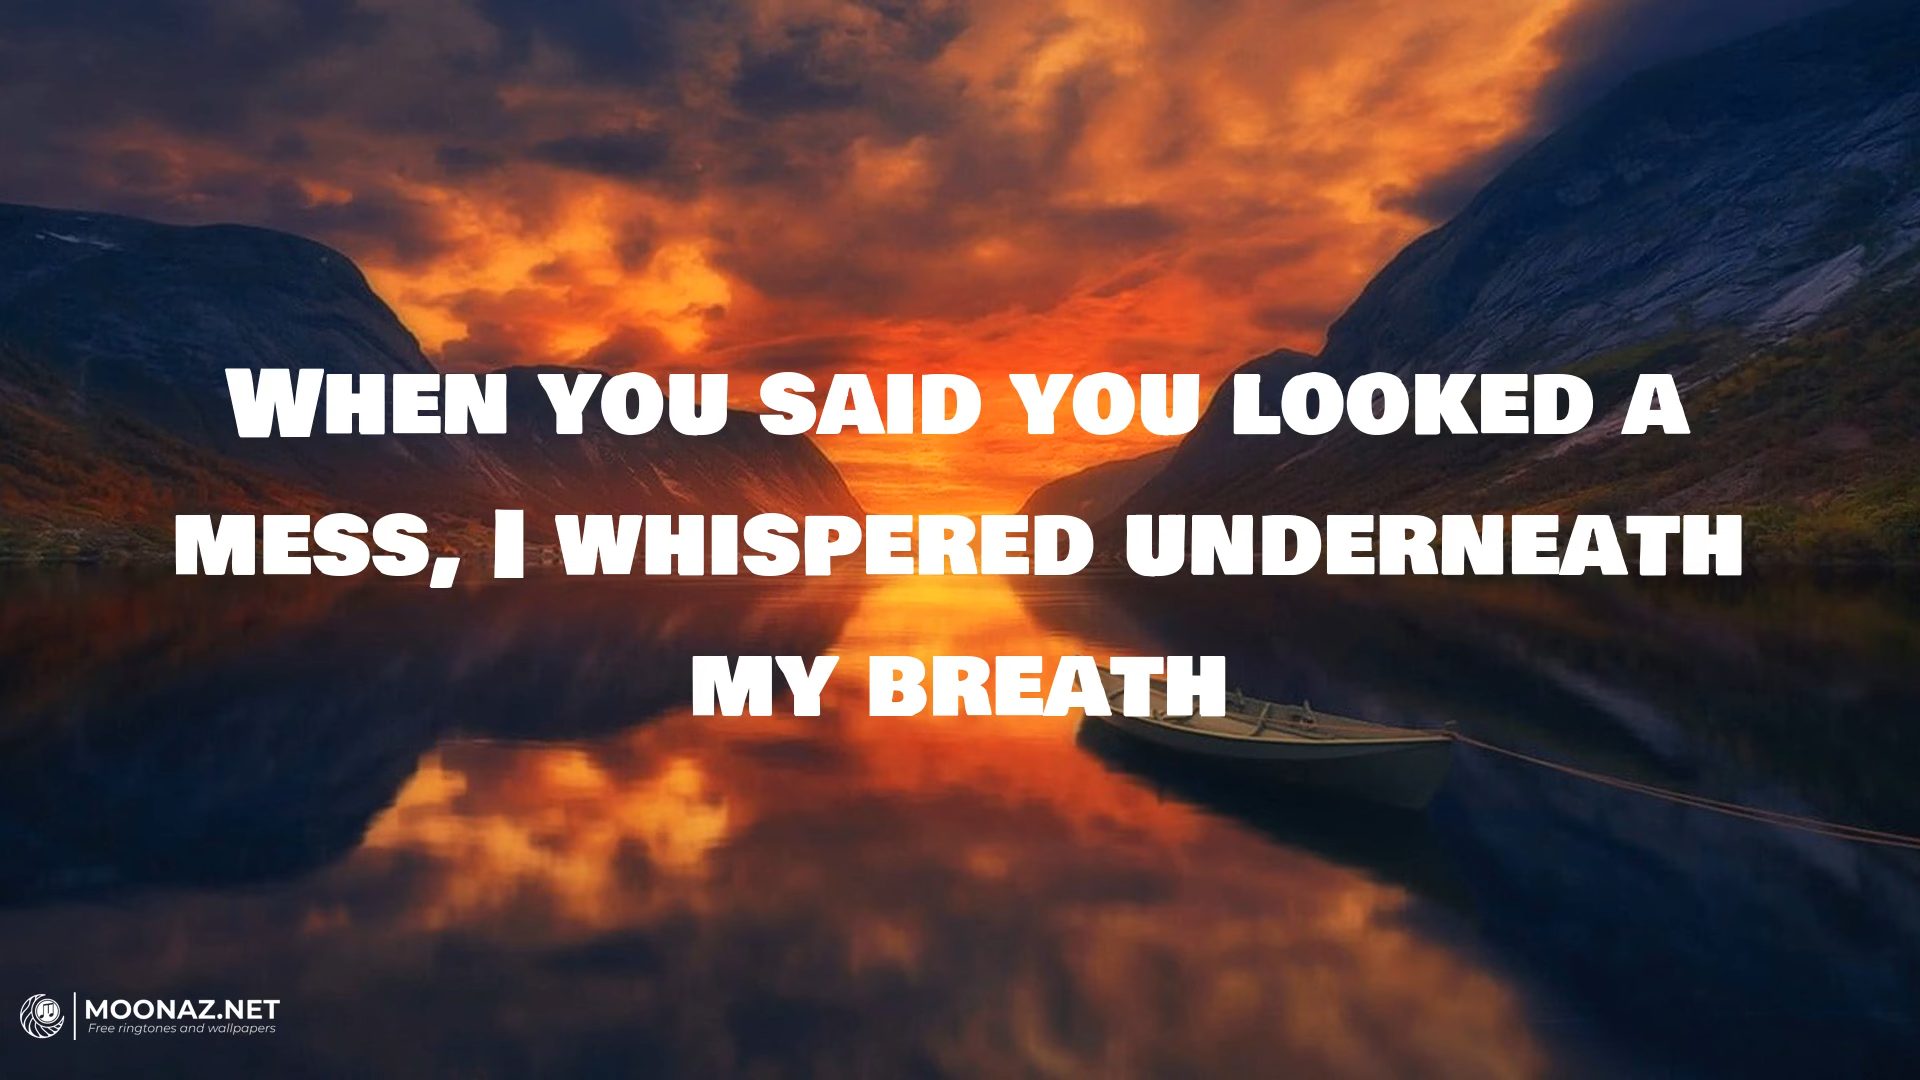 When you said you looked a
mess, I whispered underneath
my breath
MOONAZ.NET
Free ringtones and wallpapers